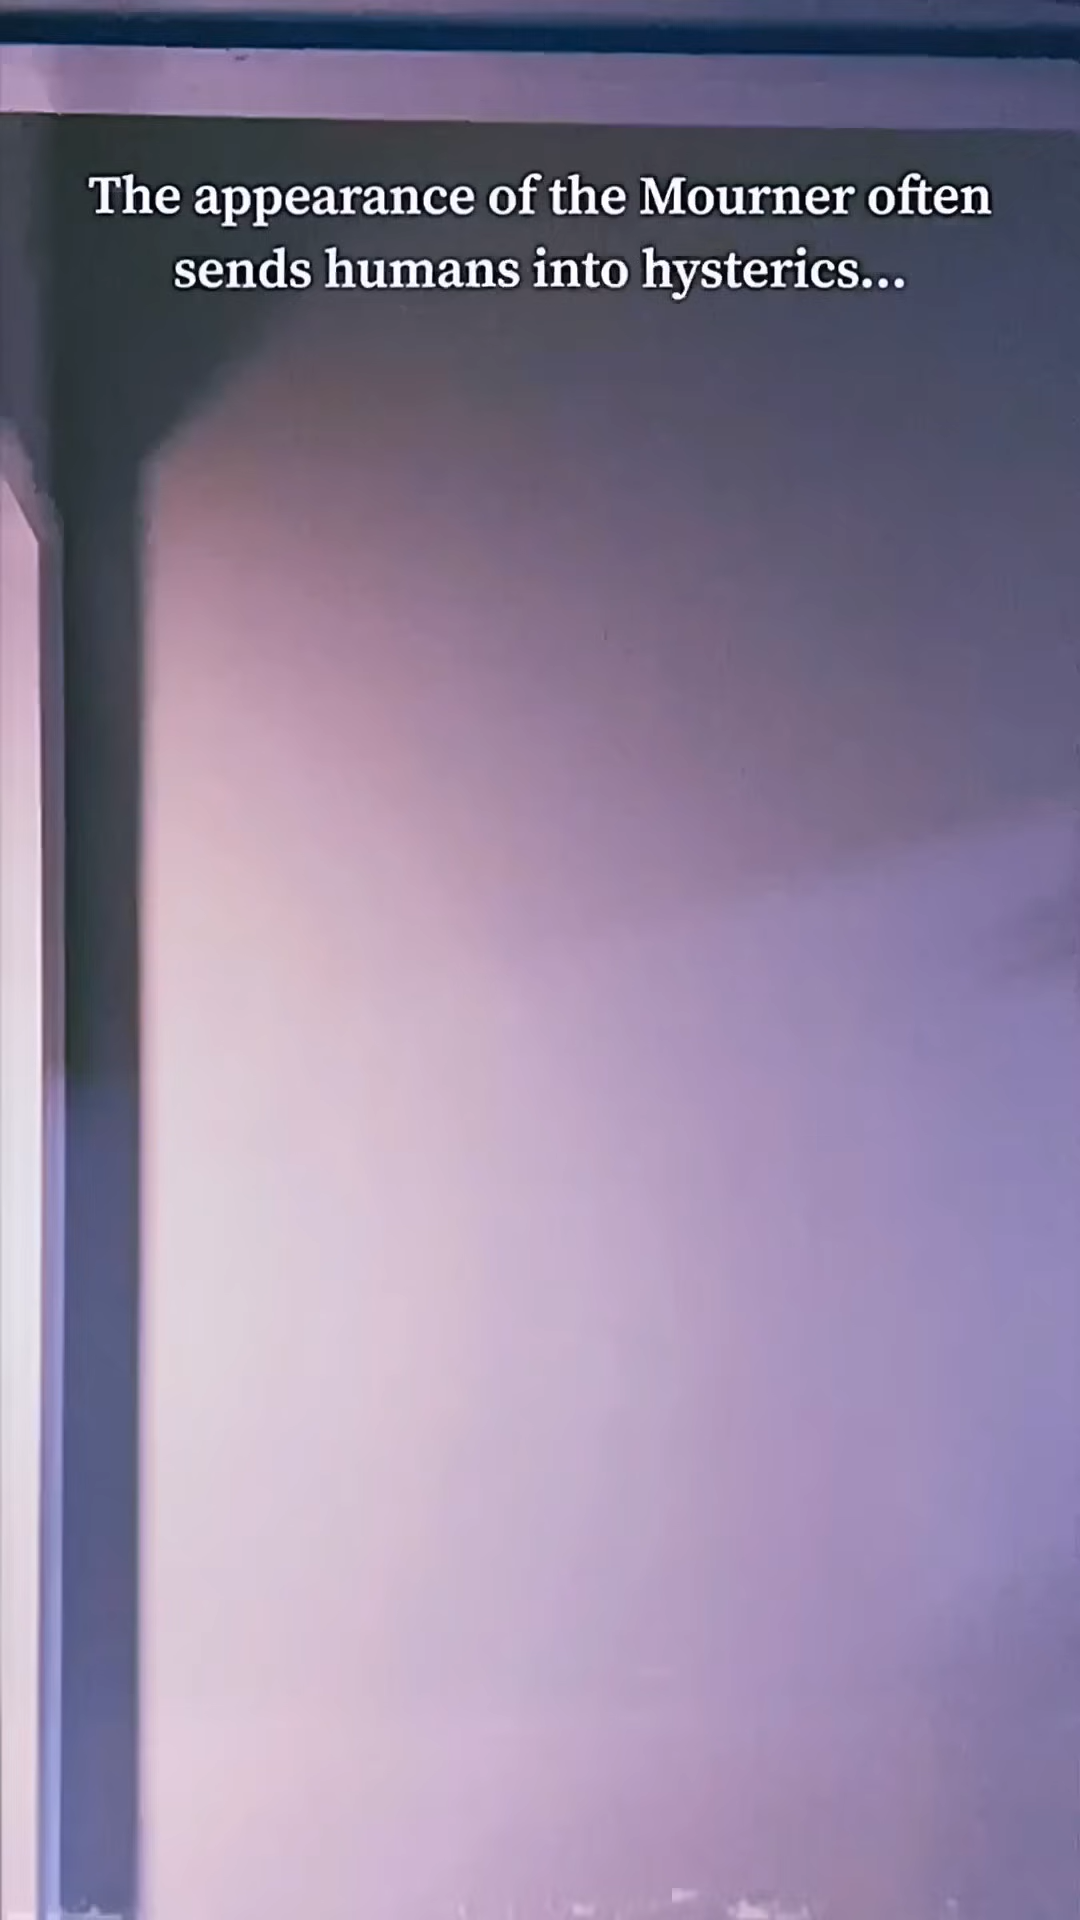 The appearance of the Mourner often
sends humans into hysterics...